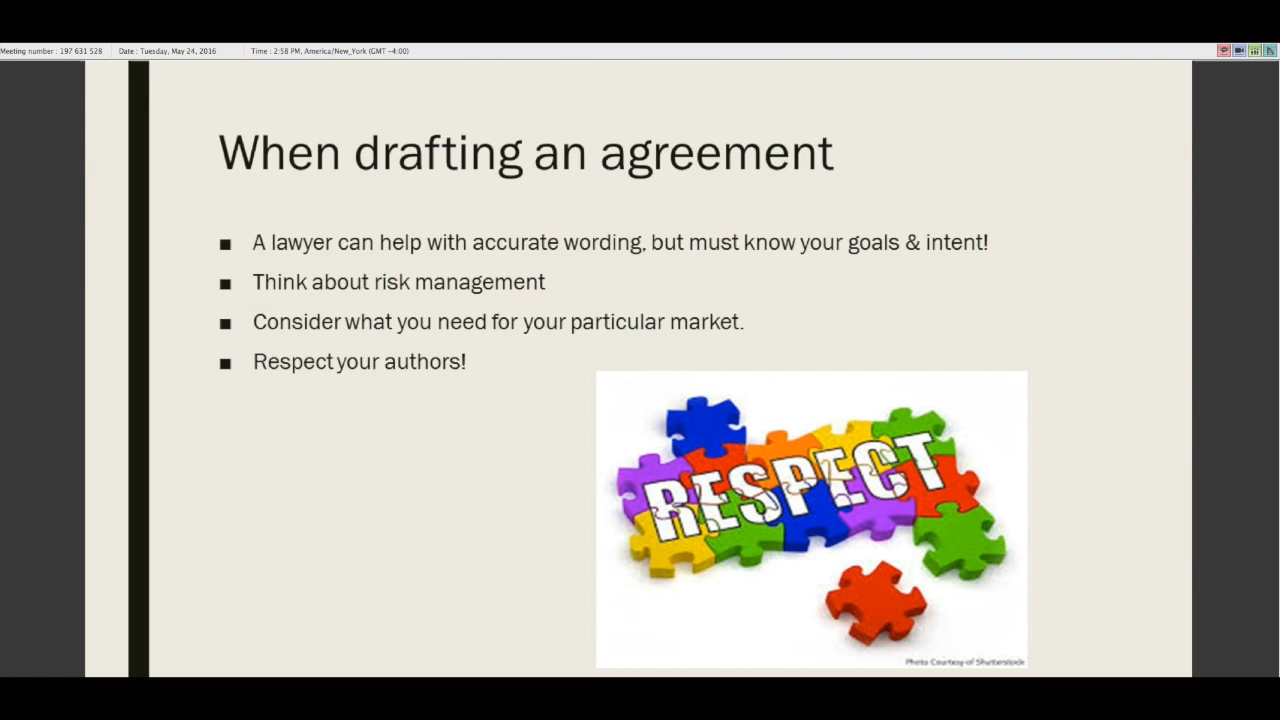 Meeting number : 197 631 528 Date : Tuesday, May 24, 2016 Time : 2:58 PM, America/New_York (GMT -4:00)
When drafting an agreement
■ A lawyer can help with accurate wording, but must know your goals & intent!
■ Think about risk management
■ Consider what you need for your particular market.
■ Respect your authors!
RESPECT
Photo Courtesy of Shutterstock